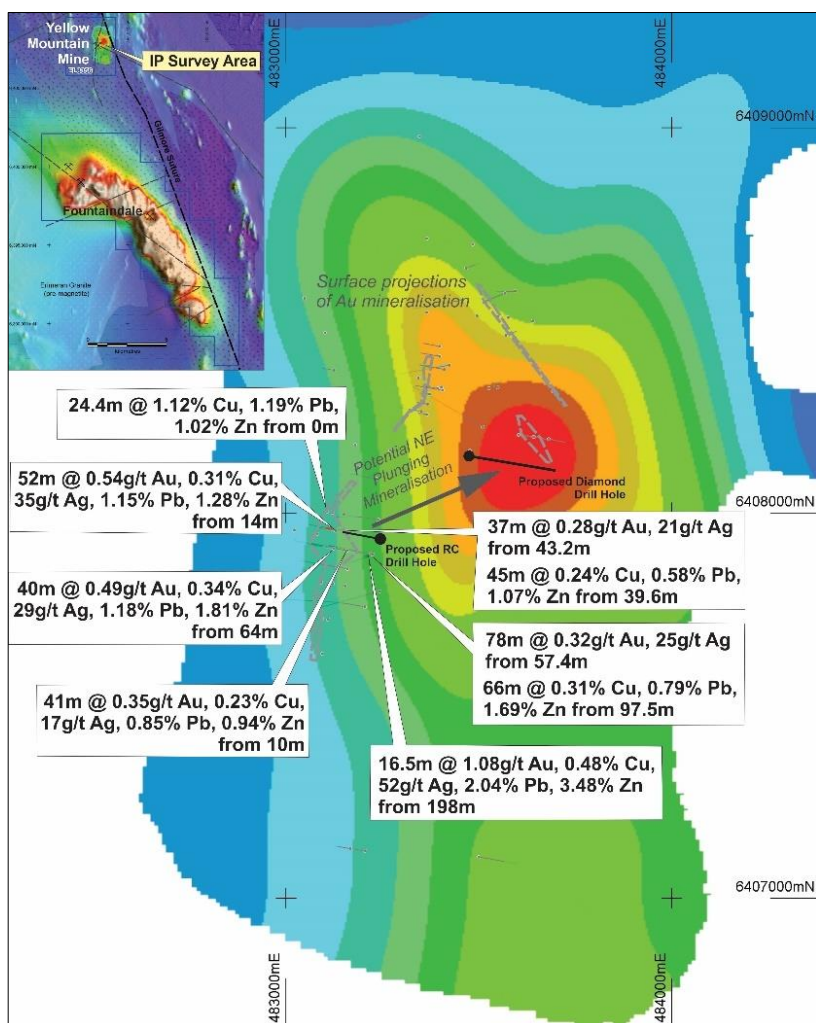 Yellow
Mountain
Mine
IP Survey Area
Gilmore Suture
Fountaindale
Erimeran Granite
(pre magnetite)
483000mE
484000mE
6409000mN
Surface projections
of Au mineralisation
24.4m @ 1.12% Cu, 1.19% Pb,
1.02% Zn from 0m
Potential NE
Plunging
Mineralisation
Proposed Diamond
Drill Hole
52m @ 0.54g/t Au, 0.31% Cu,
35g/t Ag, 1.15% Pb, 1.28% Zn
from 14m
6408000mN
Proposed RC
Drill Hole
37m @ 0.28g/t Au, 21g/t Ag
from 43.2m
45m @ 0.24% Cu, 0.58% Pb,
1.07% Zn from 39.6m
40m @ 0.49g/t Au, 0.34% Cu,
29g/t Ag, 1.18% Pb, 1.81% Zn
from 64m
78m @ 0.32g/t Au, 25g/t Ag
from 57.4m
66m @ 0.31% Cu, 0.79% Pb,
1.69% Zn from 97.5m
41m @ 0.35g/t Au, 0.23% Cu,
17g/t Ag, 0.85% Pb, 0.94% Zn
from 10m
16.5m @ 1.08g/t Au, 0.48% Cu,
52g/t Ag, 2.04% Pb, 3.48% Zn
from 198m
6407000mN
483000mE
484000mE